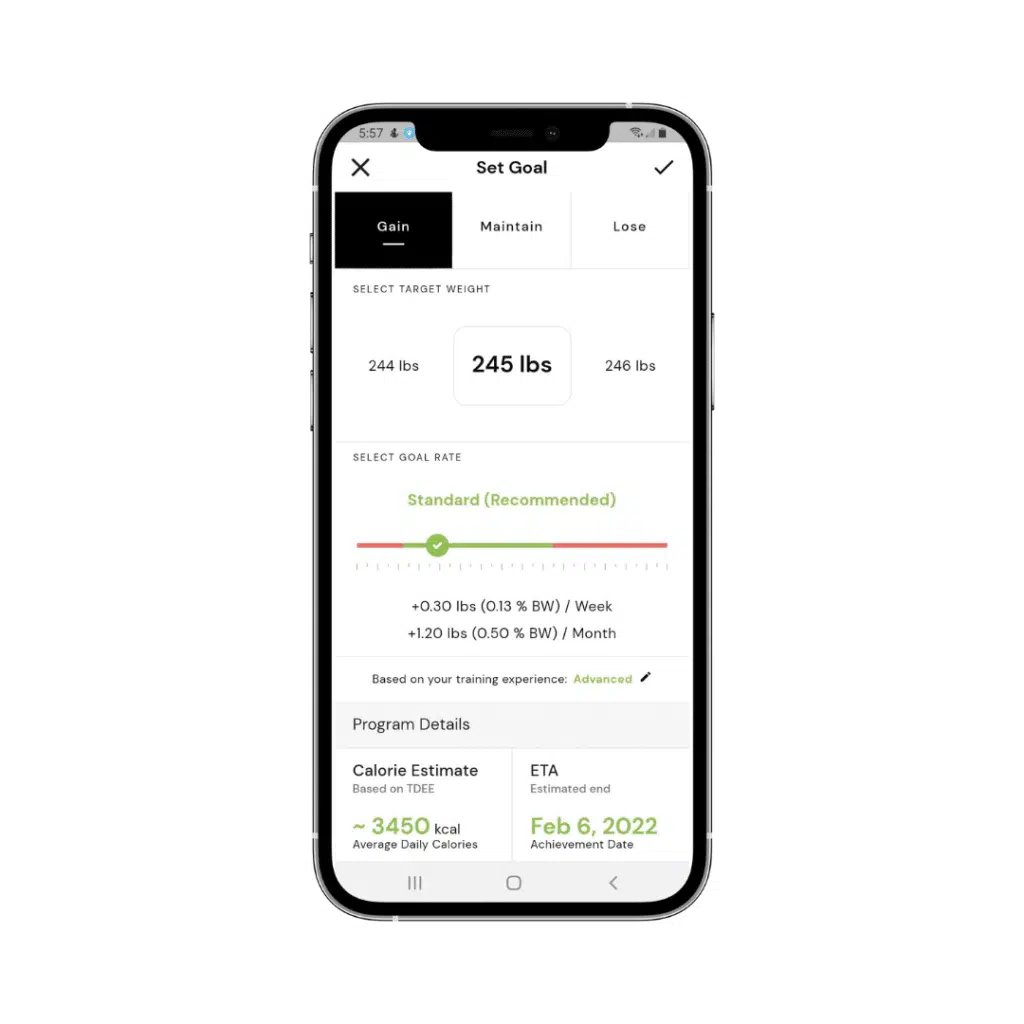 5:57
Set Goal
Gain
Maintain
Lose
SELECT TARGET WEIGHT
244 lbs
245 lbs
246 lbs
SELECT GOAL RATE
Standard (Recommended)
+0.30 lbs (0.13 % BW) / Week
+1.20 lbs (0.50 % BW) / Month
Based on your training experience: Advanced
Program Details
Calorie Estimate
Based on TDEE
~ 3450 kcal
Average Daily Calories
ETA
Estimated end
Feb 6, 2022
Achievement Date